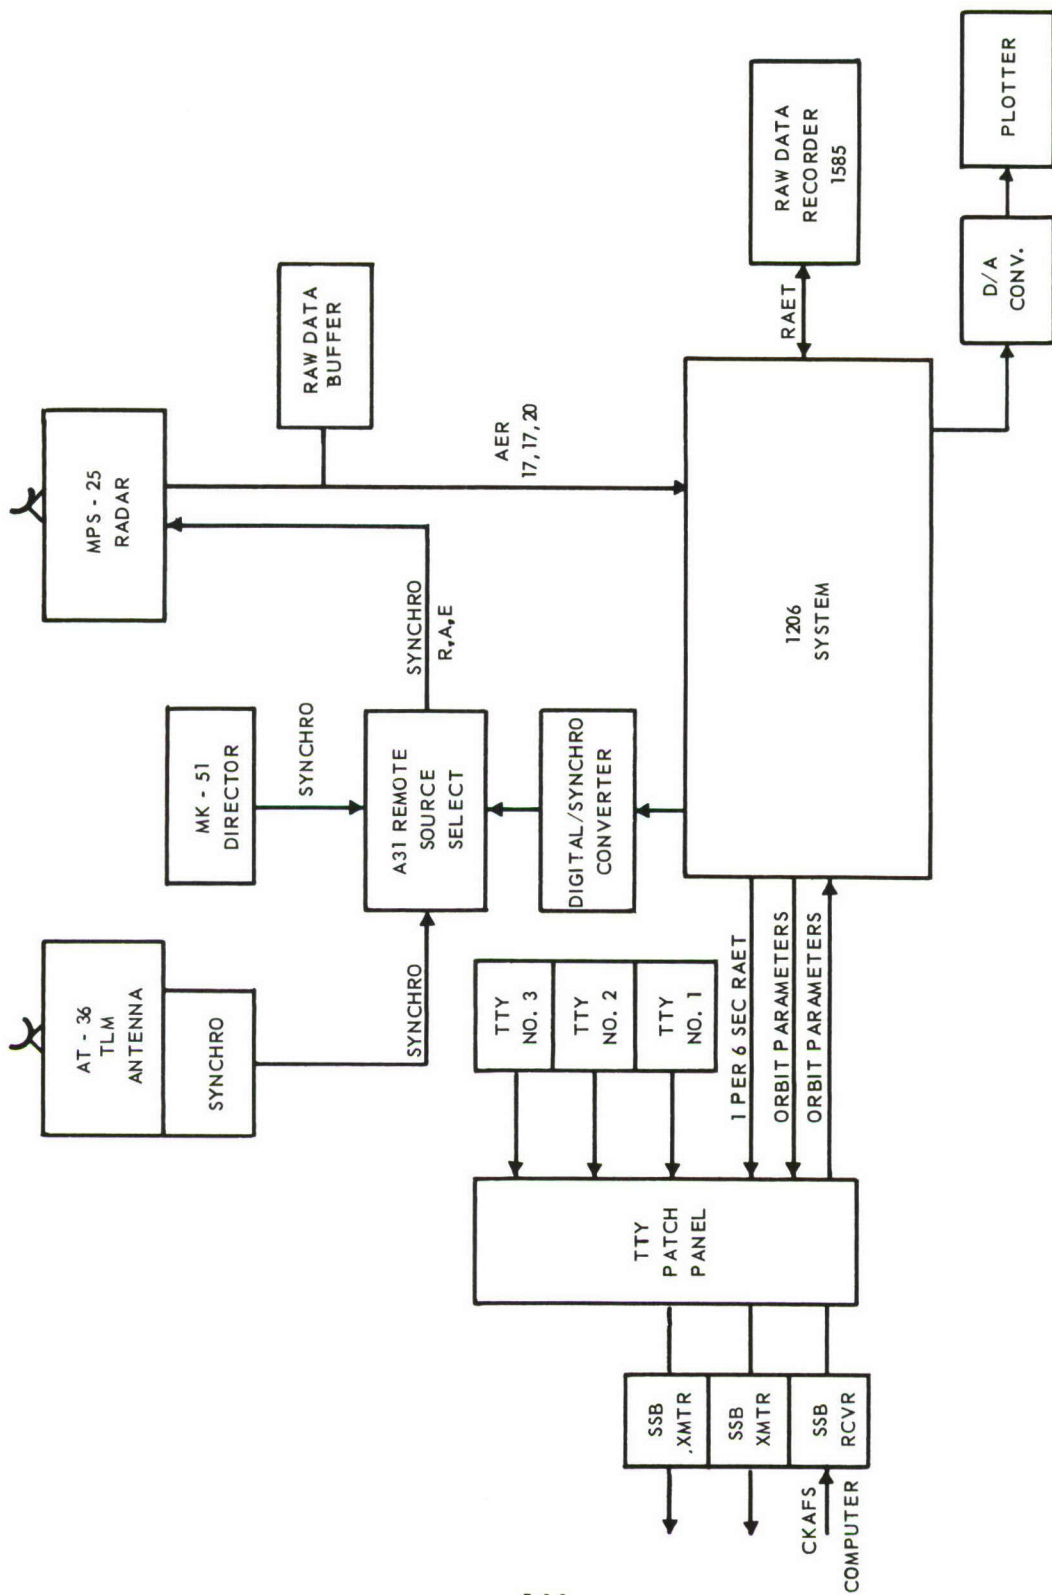 AT - 36
TLM
ANTENNA
SYNCHRO
SYNCHRO
MK - 51
DIRECTOR
SYNCHRO
A31 REMOTE
SOURCE
SELECT
SYNCHRO
R,A,E
MPS - 25
RADAR
RAW DATA
BUFFER
AER
17, 17, 20
DIGITAL/SYNCHRO
CONVERTER
TTY
NO. 3
TTY
NO. 2
TTY
NO. 1
TTY
PATCH
PANEL
1 PER 6 SEC RAET
ORBIT PARAMETERS
ORBIT PARAMETERS
SSB
.XMTR
SSB
XMTR
SSB
RCVR
CKAFS
COMPUTER
1206
SYSTEM
RAET
RAW DATA
RECORDER
1585
D/A
CONV.
PLOTTER